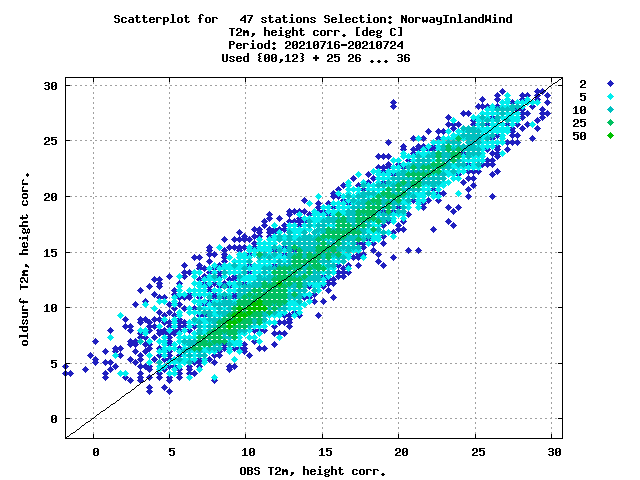 Scatterplot for   47 stations Selection: NorwayInlandWind
T2m, height corr. [deg C]
Period: 20210716-20210724
Used {00,12} + 25 26 ... 36
2
5
10
25
50
30
25
20
15
10
5
0
oldsurf T2m, height corr.
0 5 10 15 20 25 30
OBS T2m, height corr.